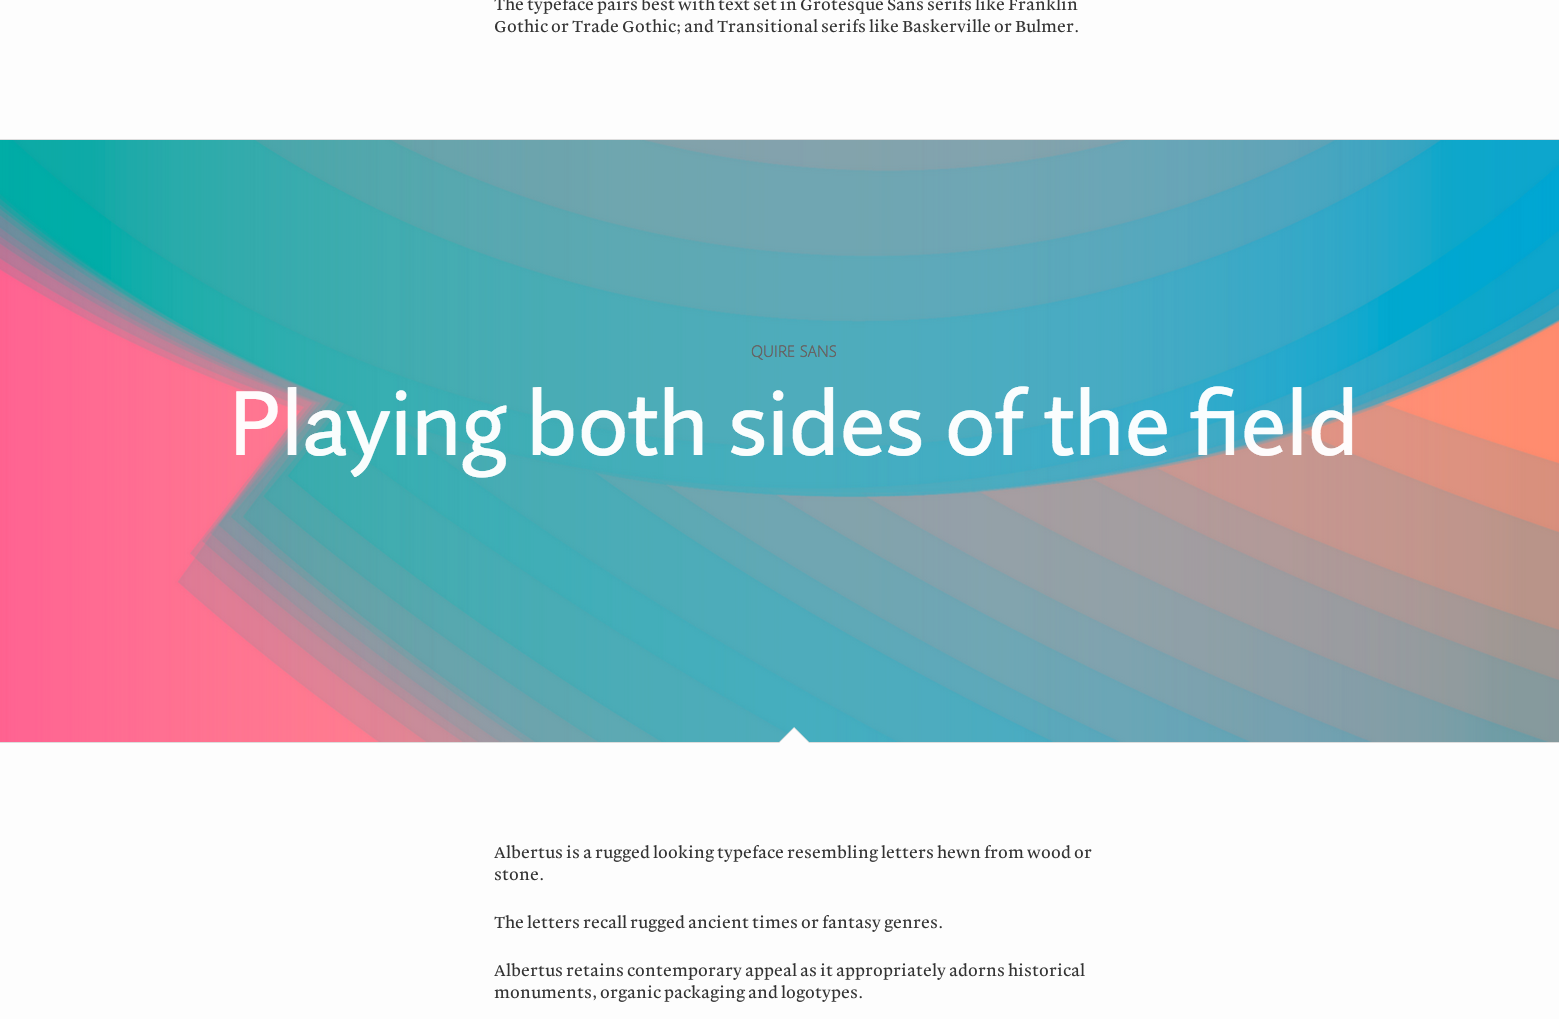 The typeface pairs best with text set in Grotesque Sans serifs like Franklin
Gothic or Trade Gothic; and Transitional serifs like Baskerville or Bulmer.
QUIRE SANS
Playing both sides of the field
Albertus is a rugged looking typeface resembling letters hewn from wood or
stone.
The letters recall rugged ancient times or fantasy genres.
Albertus retains contemporary appeal as it appropriately adorns historical
monuments, organic packaging and logotypes.